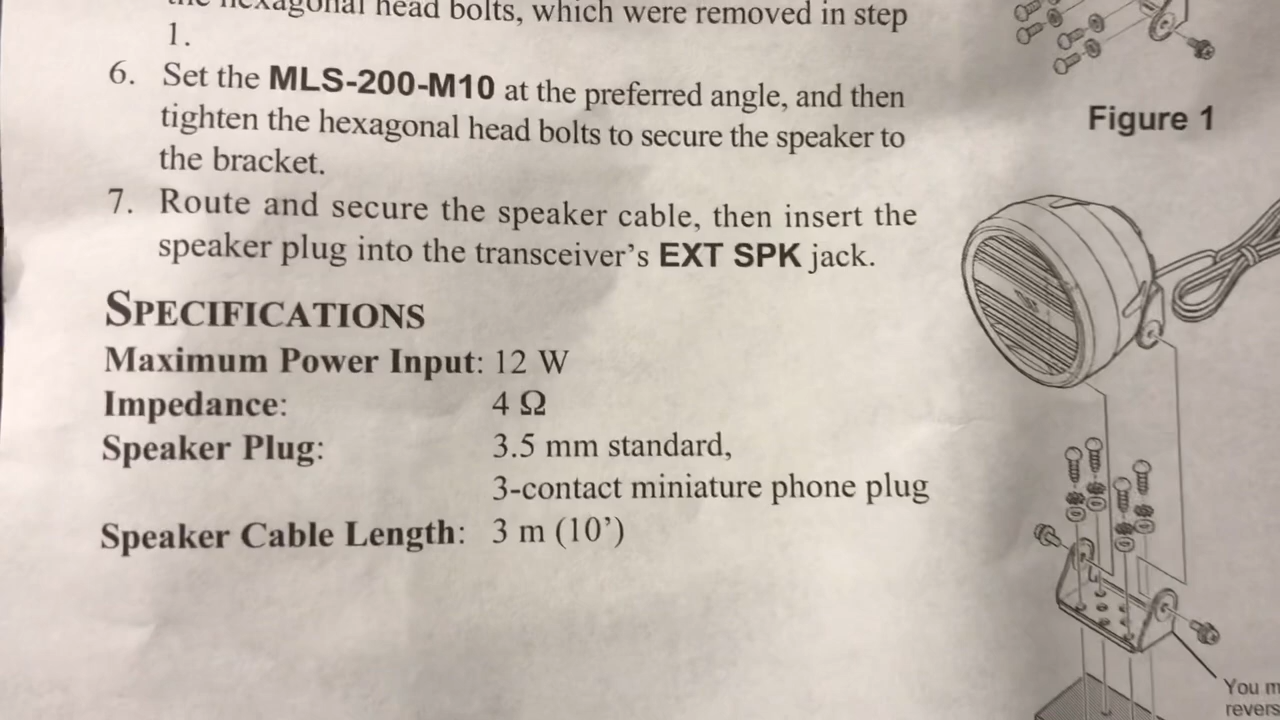 the hexagonal head bolts, which were removed in step
1.
6. Set the MLS-200-M10 at the preferred angle, and then
tighten the hexagonal head bolts to secure the speaker to
the bracket.
7. Route and secure the speaker cable, then insert the
speaker plug into the transceiver’s EXT SPK jack.
SPECIFICATIONS
Maximum Power Input: 12 W
Impedance: 4 Ω
Speaker Plug: 3.5 mm standard,
3-contact miniature phone plug
Speaker Cable Length: 3 m (10’)
Figure 1
You m
revers